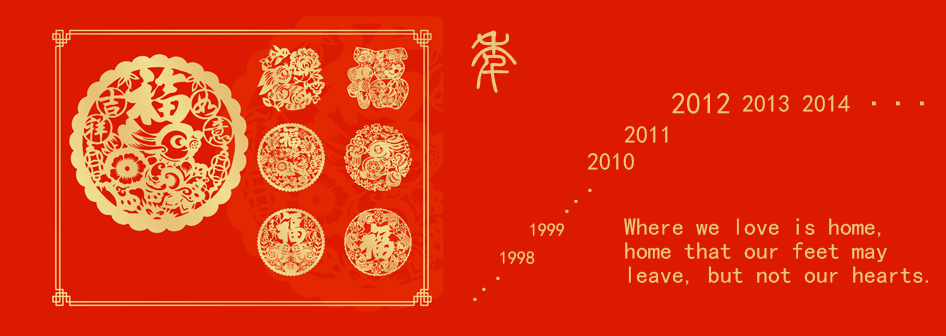 福
吉祥
如意
福
福
福
年
2012 2013 2014 ...
2011
2010
1999
1998
Where we love is home,
home that our feet may
leave, but not our hearts.